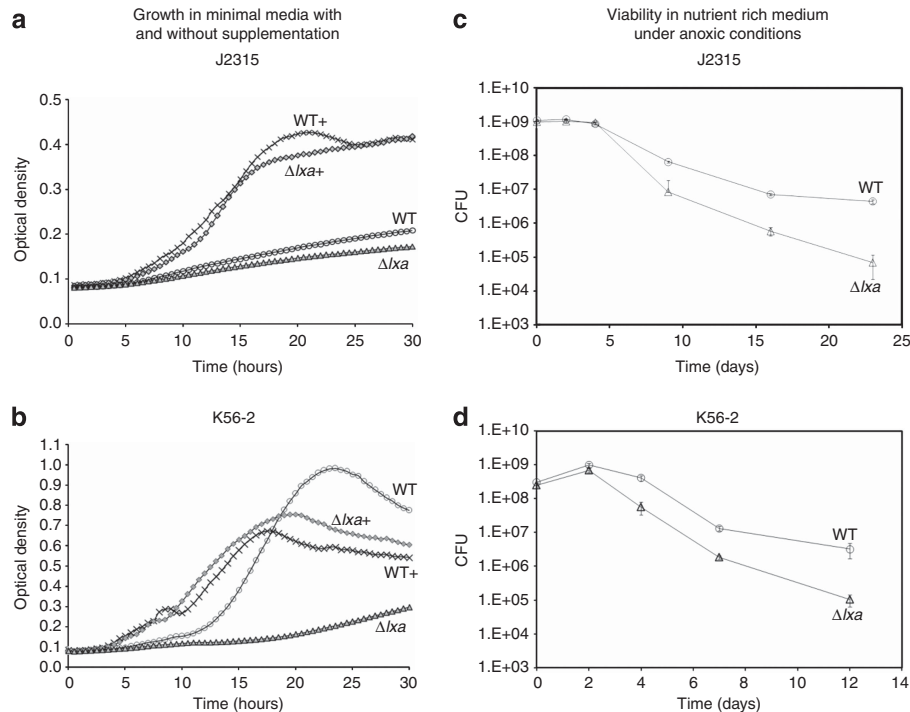 a
Growth in minimal media with
and without supplementation
J2315
0.5
0.4
0.3
0.2
0.1
0.0
Optical density
WT+
Δlxa+
WT
Δlxa
0 5 10 15 20 25 30
Time (hours)
b
K56-2
1.1
1.0
0.9
0.8
0.7
0.6
0.5
0.4
0.3
0.2
0.1
0.0
Optical density
WT
Δlxa+
WT+
Δlxa
0 5 10 15 20 25 30
Time (hours)
c
Viability in nutrient rich medium
under anoxic conditions
J2315
1.E+10
1.E+09
1.E+08
1.E+07
1.E+06
1.E+05
1.E+04
1.E+03
CFU
WT
Δlxa
0 5 10 15 20 25
Time (days)
d
K56-2
1.E+10
1.E+09
1.E+08
1.E+07
1.E+06
1.E+05
1.E+04
1.E+03
CFU
WT
Δlxa
0 2 4 6 8 10 12 14
Time (days)